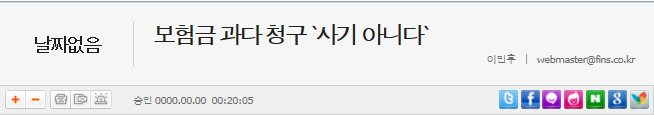 날짜없음
보험금 과다 청구 `사기 아니다`
이민후 | webmaster@fins.co.kr
승인 0000.00.00 00:20:05